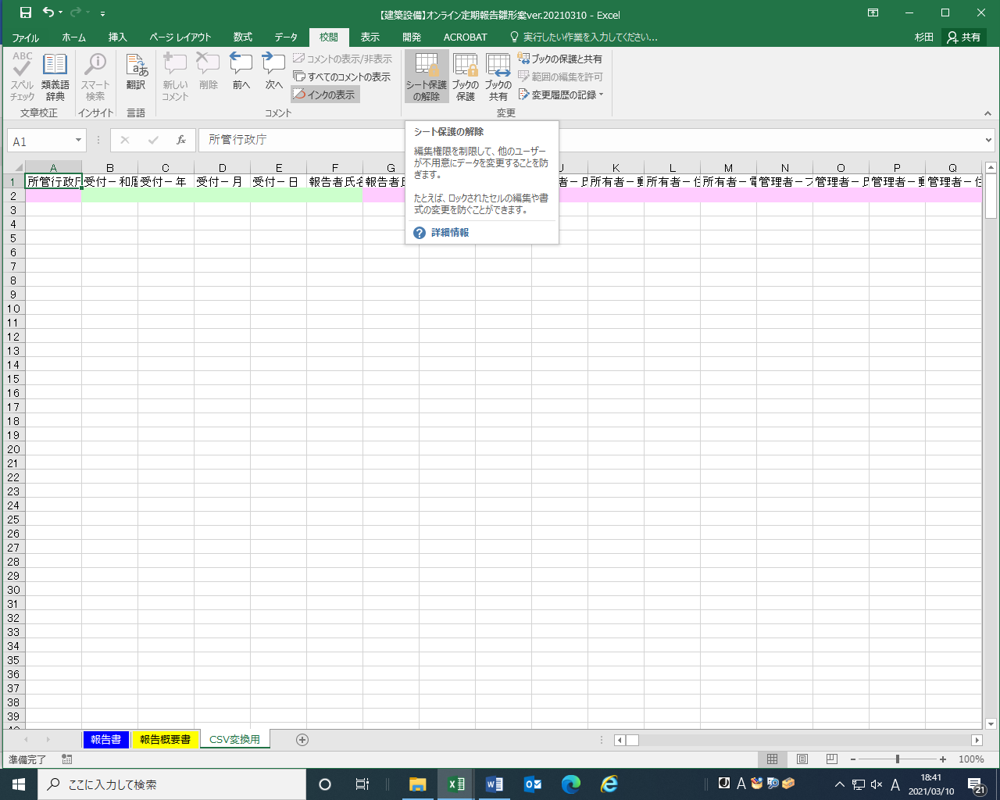 【建築設備】オンライン定期報告雛形案ver.20210310 - Excel
ファイル ホーム 挿入 ページ レイアウト 数式 データ 校閲 表示 開発 ACROBAT 実行したい作業を入力してください... 杉田 共有
ABC
スペル チェック
類義語 辞典
スマート 検索
翻訳
新しい コメント
削除
前へ
次へ
コメントの表示/非表示
すべてのコメントの表示
インクの表示
シート保護 の解除
ブックの 保護
ブックの 共有
ブックの保護と共有
範囲の編集を許可
変更履歴の記録
文章校正 インサイト 言語 コメント 変更
A1 fx 所管行政庁
シート保護の解除
編集権限を制限して、他のユーザー
が不用意にデータを変更することを防
ぎます。
たとえば、ロックされたセルの編集や書
式の変更を防ぐことができます。
? 詳細情報
A B C D E F G J K L M N O P Q
1 所管行政庁 受付－和暦 受付－年 受付－月 受付－日 報告者氏名 報告者氏 者－氏 所有者－郵 所有者－住 所有者－電 管理者－フ 管理者－氏 管理者－郵 管理者－住
2
3
4
5
6
7
8
9
10
11
12
13
14
15
16
17
18
19
20
21
22
23
24
25
26
27
28
29
30
31
32
33
34
35
36
37
38
39
40
報告書 報告概要書 CSV変換用
準備完了 100%
ここに入力して検索
A
A
18:41
2021/03/10
21